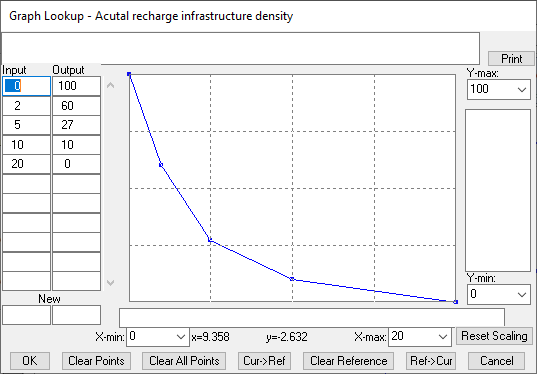 Graph Lookup - Acutal recharge infrastructure density
Print
Input Output
Y-max:
0 100
100
2 60
5 27
10 10
20 0
Y-min:
0
New
X-min: 0 x=9.358 y=-2.632 X-max: 20 Reset Scaling
OK Clear Points Clear All Points Cur->Ref Clear Reference Ref->Cur Cancel